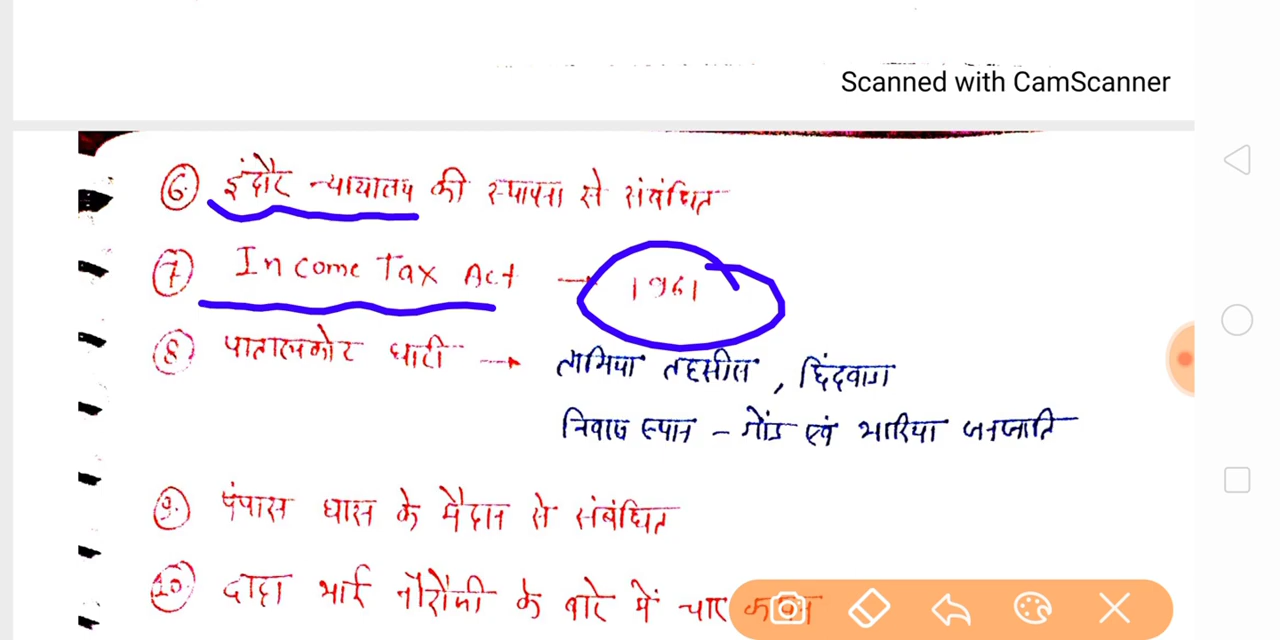 Scanned with CamScanner
6. इंदौर न्यायालय की स्थापना से संबंधित
7. Income Tax Act → 1961
8. पातालकोट घाटी → तामिया तहसील, छिंदवाड़ा
निवास स्थान - गोंड एवं भारिया जनजाति
9. पंपास घास के मैदान से संबंधित
10. दादा भाई नौरोजी के बारे में चार